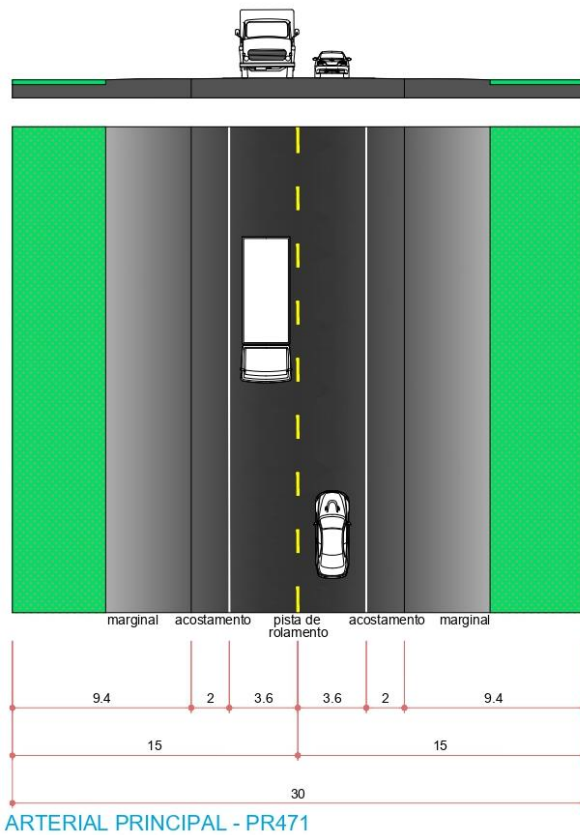 marginal acostamento pista de acostamento marginal
rolamento
9.4 2 3.6 3.6 2 9.4
15 15
30
ARTERIAL PRINCIPAL - PR471